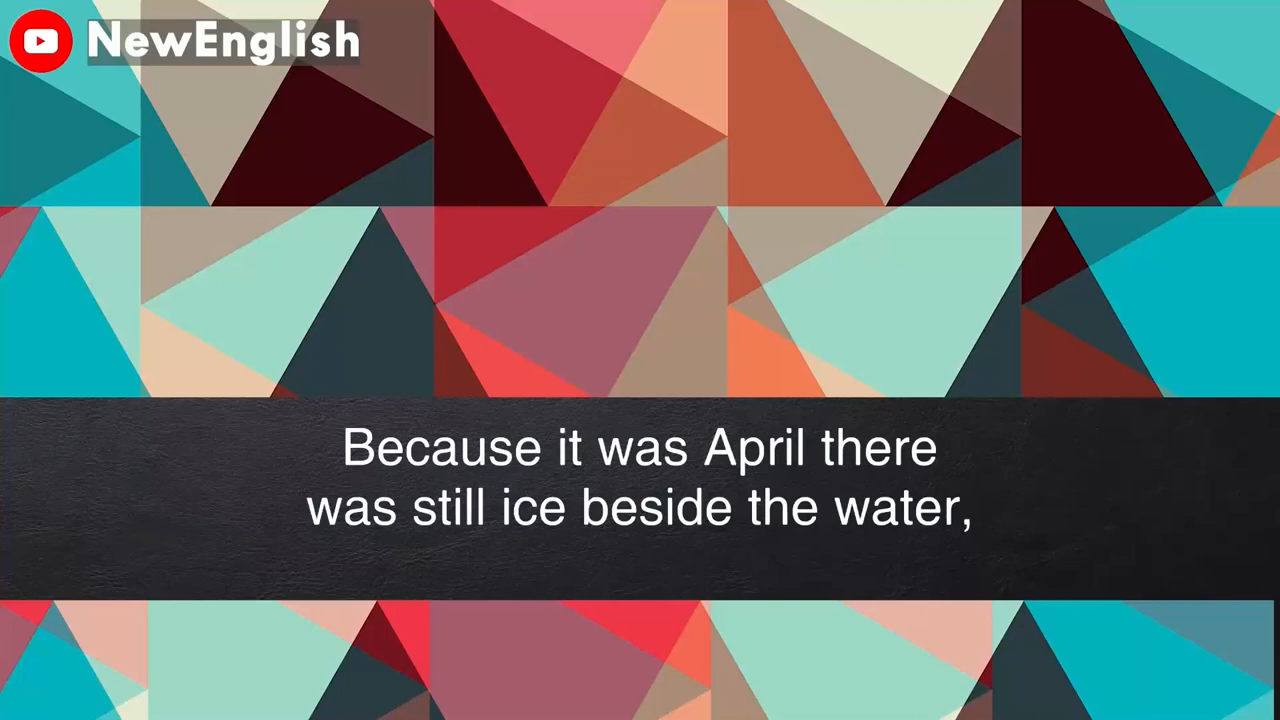 NewEnglish
Because it was April there
was still ice beside the water,